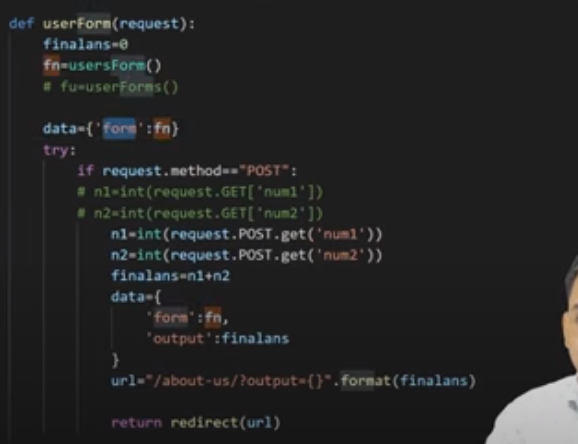 def userForm(request):
finalans=0
fn=usersForm()
# fu=userForms()
data={'form':fn}
try:
if request.method=="POST":
# n1=int(request.GET['num1'])
# n2=int(request.GET['num2'])
n1=int(request.POST.get('num1'))
n2=int(request.POST.get('num2'))
finalans=n1+n2
data={
'form':fn,
'output':finalans
}
url="/about-us/?output={}".format(finalans)
return redirect(url)